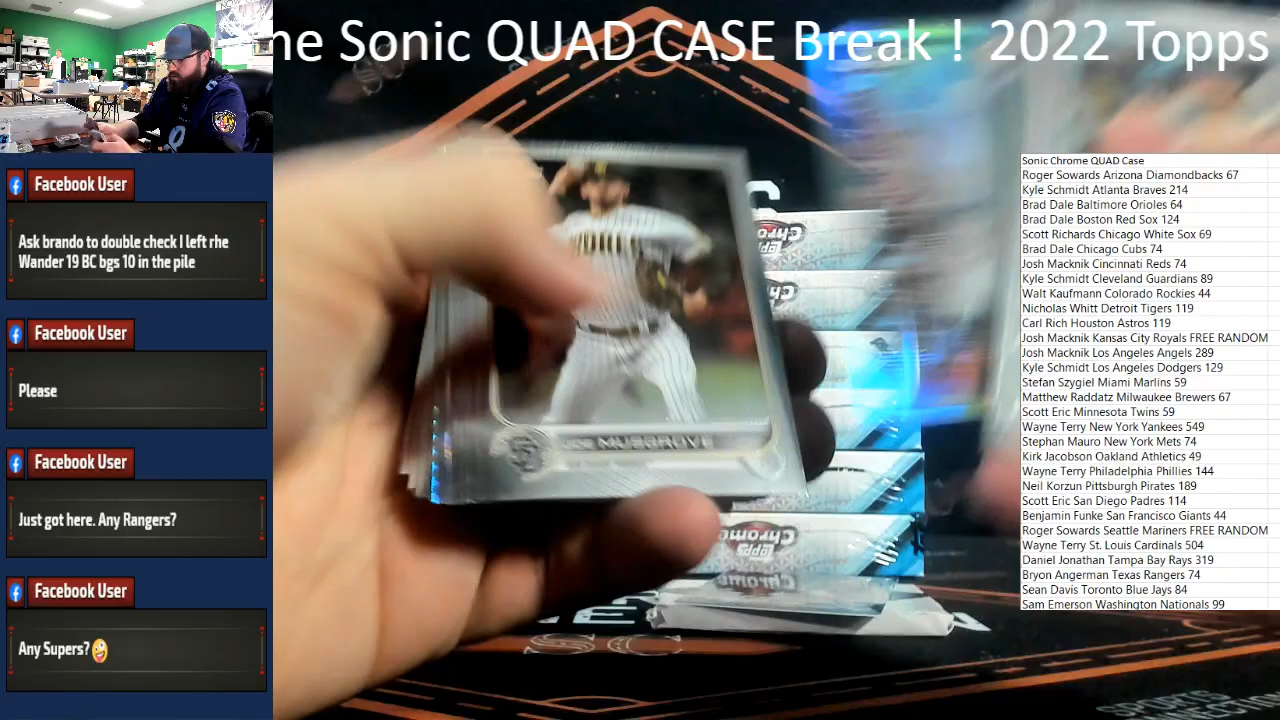 ne Sonic QUAD CASE Break ! 2022 Topps
Facebook User
Ask brando to double check I left rhe
Wander 19 BC bgs 10 in the pile
Facebook User
Please
Facebook User
Just got here. Any Rangers?
Facebook User
Any Supers?🤪
JOE MUSGROVE
Topps
Chrome
Sonic Chrome QUAD Case
Roger Sowards Arizona Diamondbacks 67
Kyle Schmidt Atlanta Braves 214
Brad Dale Baltimore Orioles 64
Brad Dale Boston Red Sox 124
Scott Richards Chicago White Sox 69
Brad Dale Chicago Cubs 74
Josh Macknik Cincinnati Reds 74
Kyle Schmidt Cleveland Guardians 89
Walt Kaufmann Colorado Rockies 44
Nicholas Whitt Detroit Tigers 119
Carl Rich Houston Astros 119
Josh Macknik Kansas City Royals FREE RANDOM
Josh Macknik Los Angeles Angels 289
Kyle Schmidt Los Angeles Dodgers 129
Stefan Szygiel Miami Marlins 59
Matthew Raddatz Milwaukee Brewers 67
Scott Eric Minnesota Twins 59
Wayne Terry New York Yankees 549
Stephan Mauro New York Mets 74
Kirk Jacobson Oakland Athletics 49
Wayne Terry Philadelphia Phillies 144
Neil Korzun Pittsburgh Pirates 189
Scott Eric San Diego Padres 114
Benjamin Funke San Francisco Giants 44
Roger Sowards Seattle Mariners FREE RANDOM
Wayne Terry St. Louis Cardinals 504
Daniel Jonathan Tampa Bay Rays 319
Bryon Angerman Texas Rangers 74
Sean Davis Toronto Blue Jays 84
Sam Emerson Washington Nationals 99